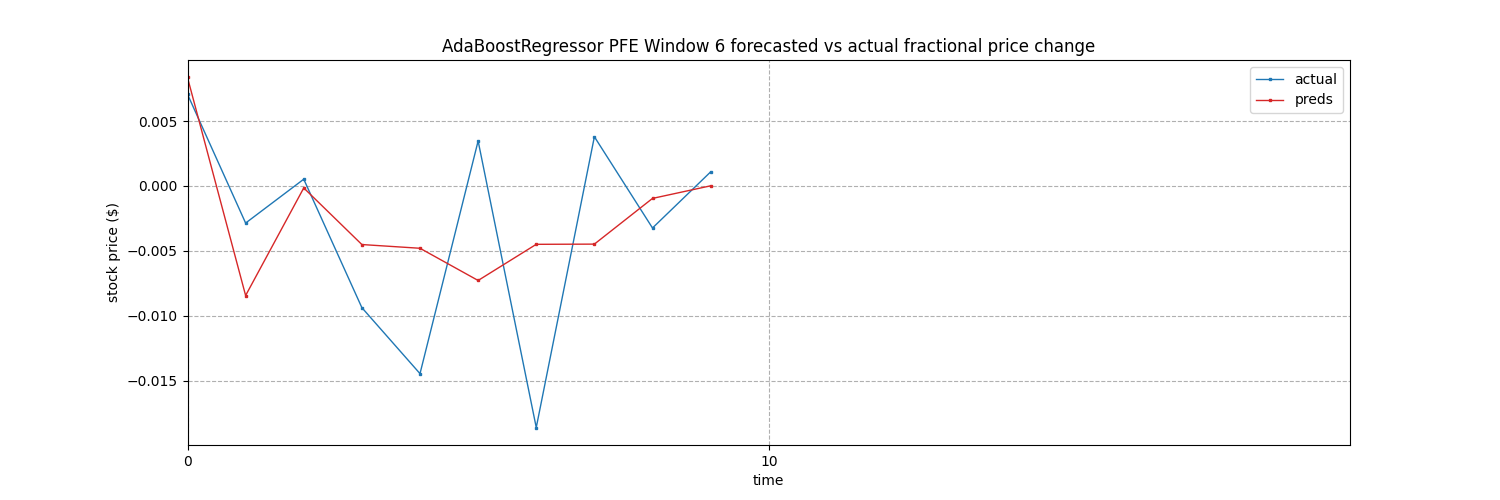 AdaBoostRegressor PFE Window 6 forecasted vs actual fractional price change
actual
preds
0.005
0.000
−0.005
−0.010
−0.015
stock price ($)
0
10
time